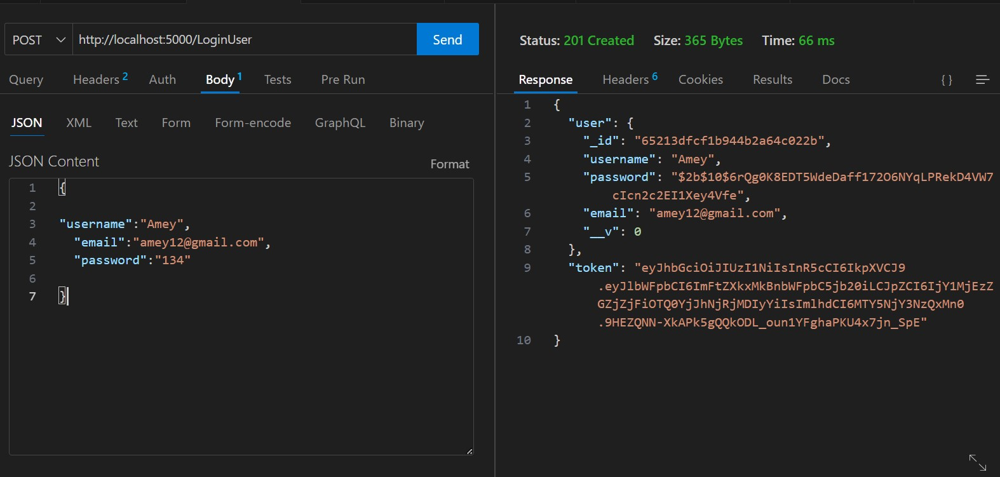 POST http://localhost:5000/LoginUser Send
Query Headers 2 Auth Body 1 Tests Pre Run
JSON XML Text Form Form-encode GraphQL Binary
JSON Content Format
1 {
2
3 "username":"Amey",
4 "email":"amey12@gmail.com",
5 "password":"134"
6
7 }
Status: 201 Created Size: 365 Bytes Time: 66 ms
Response Headers 6 Cookies Results Docs { }
1 {
2 "user": {
3 "_id": "65213dfcf1b944b2a64c022b",
4 "username": "Amey",
5 "password": "$2b$10$6rQg0K8EDT5WdeDaff172O6NYqLPRekD4VW7
cIcn2c2EI1Xey4Vfe",
6 "email": "amey12@gmail.com",
7 "__v": 0
8 },
9 "token": "eyJhbGciOiJIUzI1NiIsInR5cCI6IkpXVCJ9
.eyJlbWFpbCI6ImFtZXkxMkBnbWFpbC5jb20iLCJpZCI6IjY1MjEzZ
GZjZjFiOTQ0YjJhNjRjMDIyYiIsImlhdCI6MTY5NjY3NzQxMn0
.9HEZQNN-XkAPk5gQQkODL_oun1YFghaPKU4x7jn_SpE"
10 }